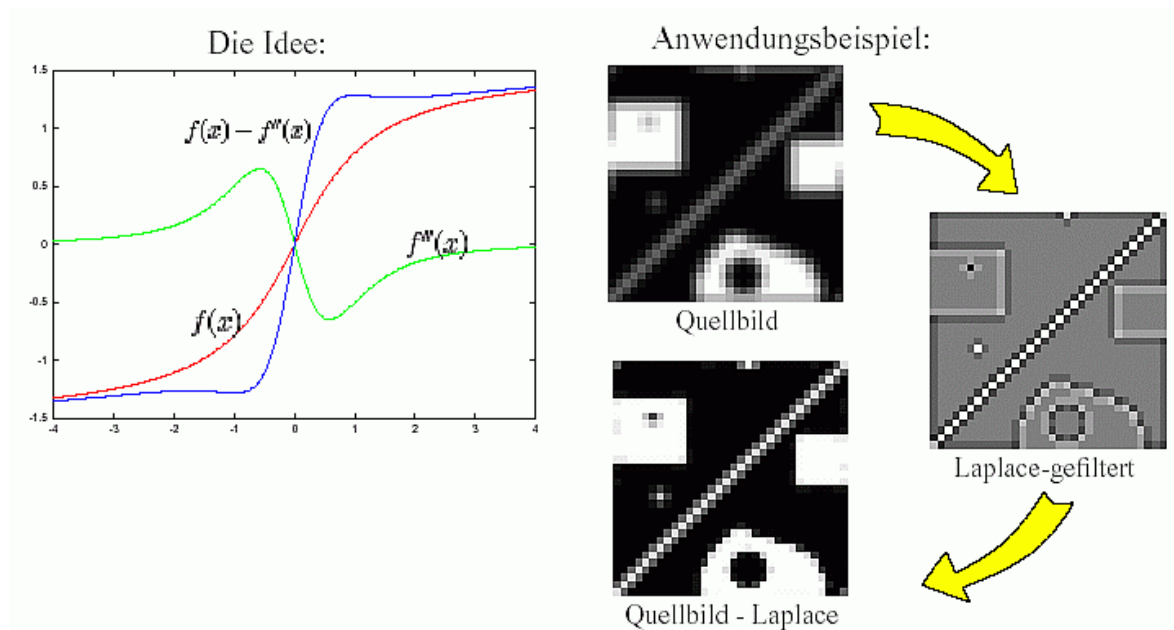 Die Idee:
1.5
1
0.5
0
-0.5
-1
-1.5
-4
-3
-2
-1
0
1
2
3
4
f(x) − f″(x)
f″(x)
f(x)
Anwendungsbeispiel:
Quellbild
Laplace-gefiltert
Quellbild - Laplace